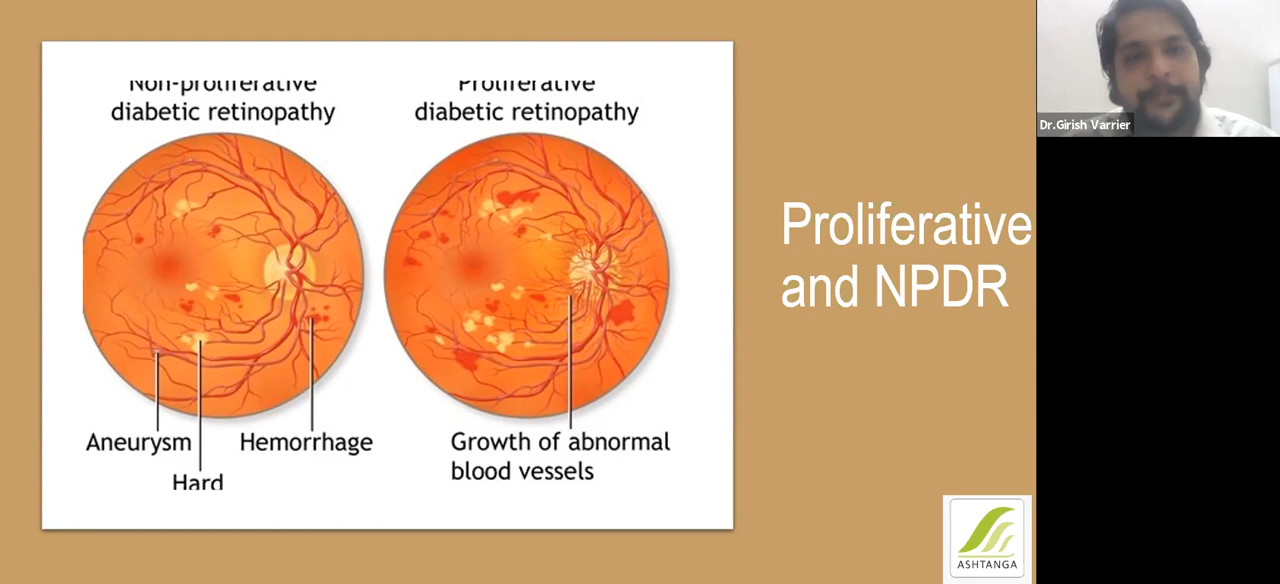 Non-proliferative
diabetic retinopathy
Proliferative
diabetic retinopathy
Aneurysm
Hemorrhage
Hard
Growth of abnormal
blood vessels
Proliferative
and NPDR
Dr.Girish Varrier
ASHTANGA